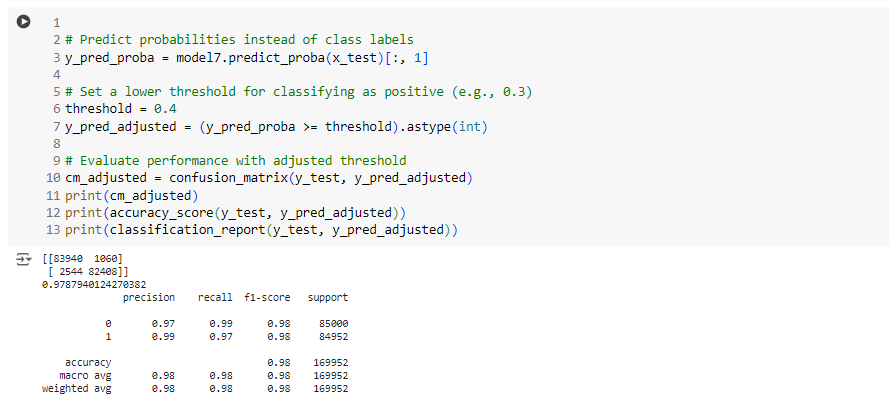 1
2 # Predict probabilities instead of class labels
3 y_pred_proba = model7.predict_proba(x_test)[:, 1]
4
5 # Set a lower threshold for classifying as positive (e.g., 0.3)
6 threshold = 0.4
7 y_pred_adjusted = (y_pred_proba >= threshold).astype(int)
8
9 # Evaluate performance with adjusted threshold
10 cm_adjusted = confusion_matrix(y_test, y_pred_adjusted)
11 print(cm_adjusted)
12 print(accuracy_score(y_test, y_pred_adjusted))
13 print(classification_report(y_test, y_pred_adjusted))
[[83940  1060]
 [ 2544 82408]]
0.9787940124270382
              precision    recall  f1-score   support
           0       0.97      0.99      0.98     85000
           1       0.99      0.97      0.98     84952
    accuracy                           0.98    169952
   macro avg       0.98      0.98      0.98    169952
weighted avg       0.98      0.98      0.98    169952